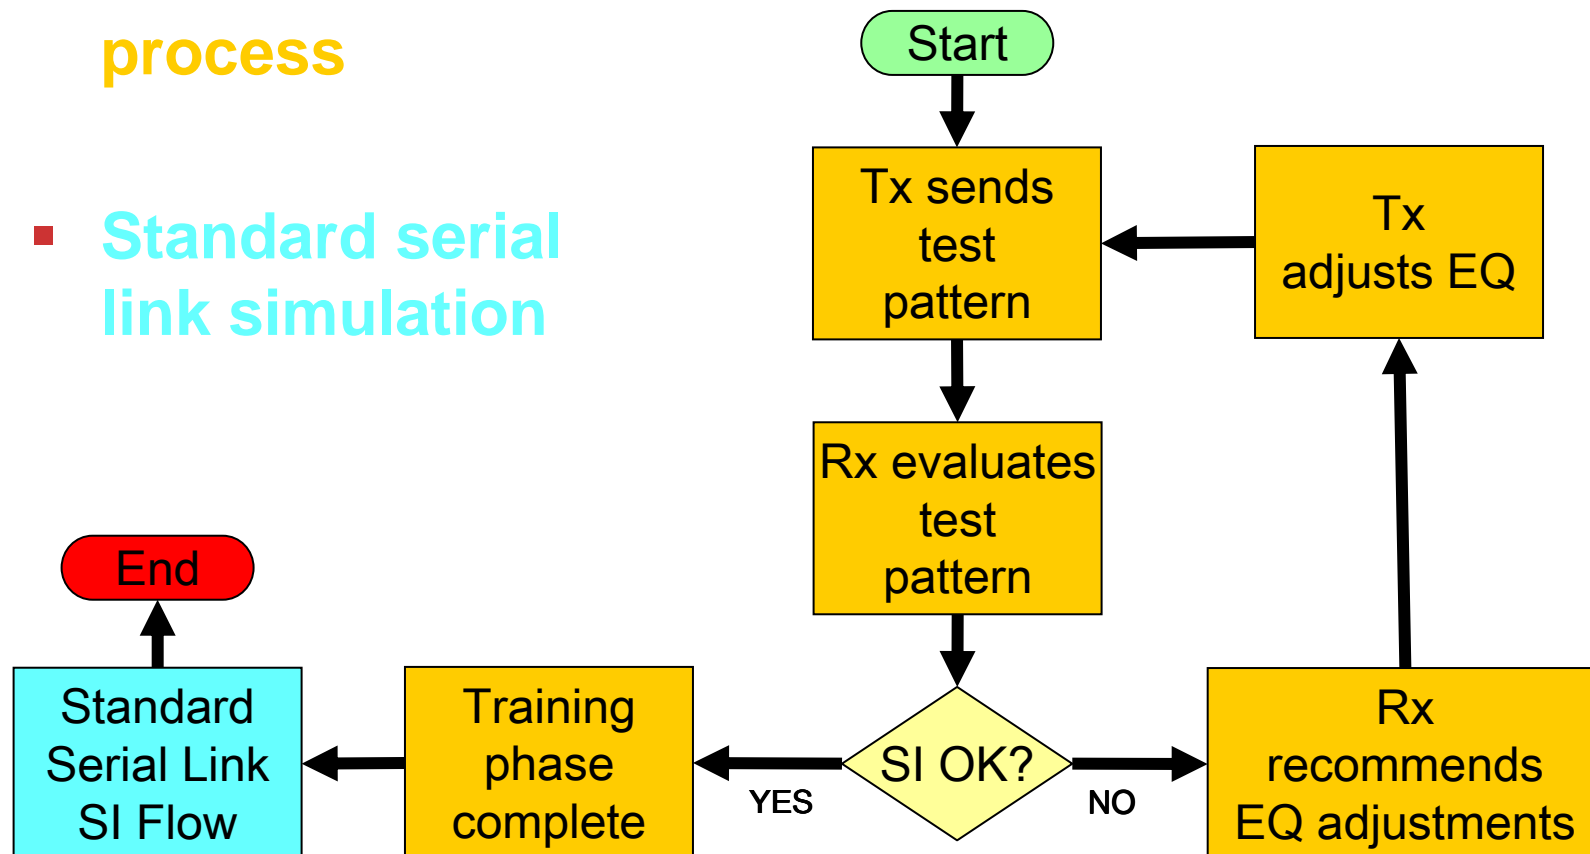 process
▪ Standard serial
link simulation
Start
Tx sends
test
pattern
Tx
adjusts EQ
Rx evaluates
test
pattern
SI OK?
YES
NO
Rx
recommends
EQ adjustments
Training
phase
complete
Standard
Serial Link
SI Flow
End